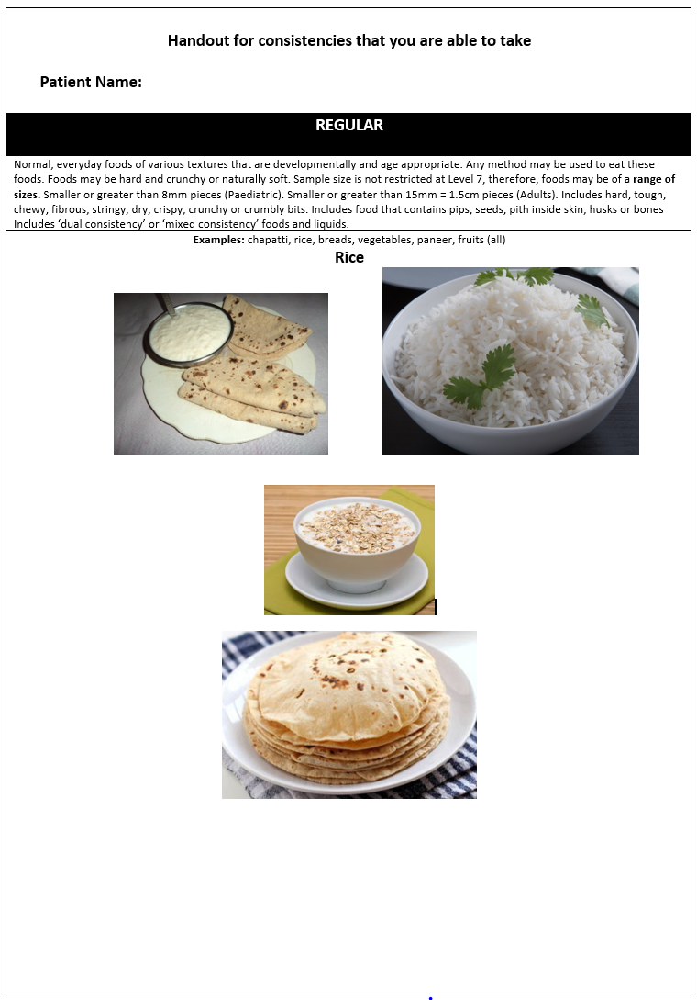 Handout for consistencies that you are able to take
Patient Name:
REGULAR
Normal, everyday foods of various textures that are developmentally and age appropriate. Any method may be used to eat these
foods. Foods may be hard and crunchy or naturally soft. Sample size is not restricted at Level 7, therefore, foods may be of a range of
sizes. Smaller or greater than 8mm pieces (Paediatric). Smaller or greater than 15mm = 1.5cm pieces (Adults). Includes hard, tough,
chewy, fibrous, stringy, dry, crispy, crunchy or crumbly bits. Includes food that contains pips, seeds, pith inside skin, husks or bones
Includes ‘dual consistency’ or ‘mixed consistency’ foods and liquids.
Examples: chapatti, rice, breads, vegetables, paneer, fruits (all)
Rice